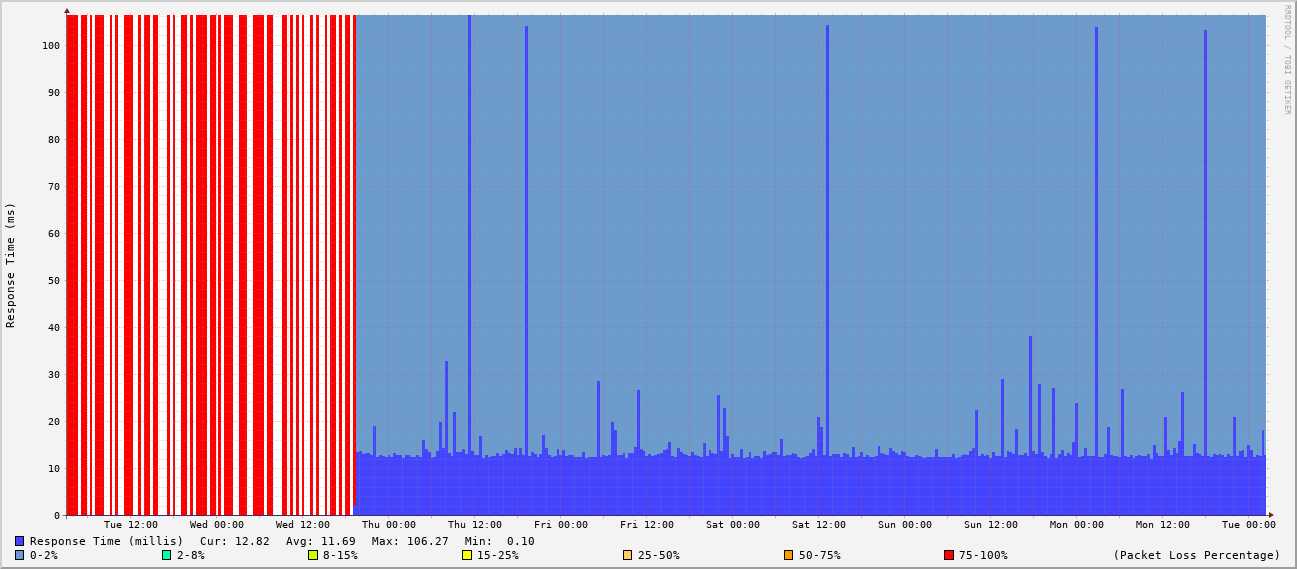 RRDTOOL / TOBI OETIKER
Response Time (ms)
100
90
80
70
60
50
40
30
20
10
0
Tue 12:00 Wed 00:00 Wed 12:00 Thu 00:00 Thu 12:00 Fri 00:00 Fri 12:00 Sat 00:00 Sat 12:00 Sun 00:00 Sun 12:00 Mon 00:00 Mon 12:00 Tue 00:00
Response Time (millis) Cur: 12.82 Avg: 11.69 Max: 106.27 Min: 0.10
0-2% 2-8% 8-15% 15-25% 25-50% 50-75% 75-100% (Packet Loss Percentage)